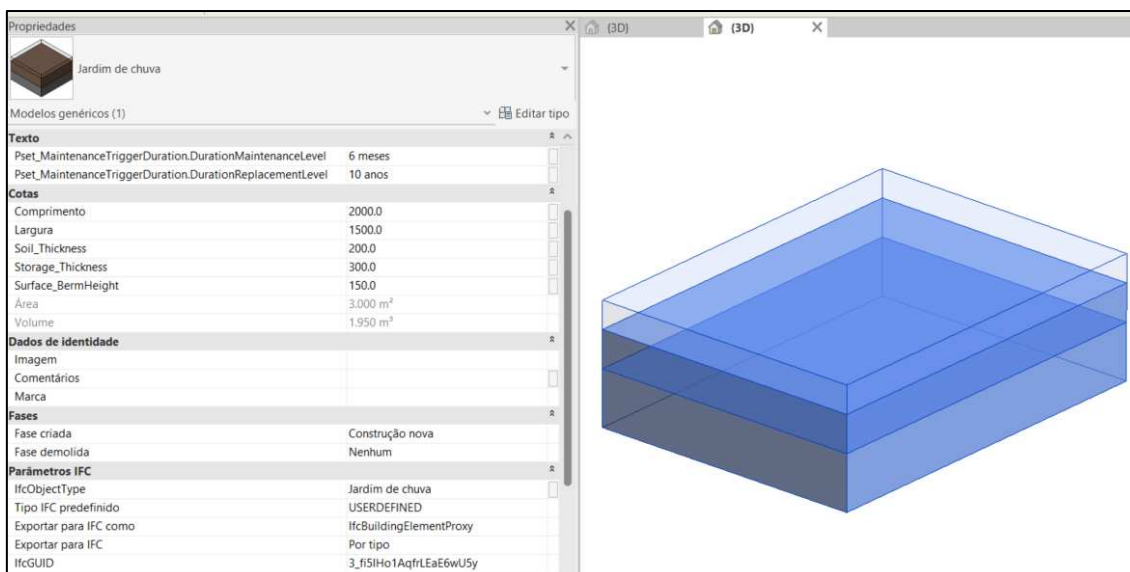 Propriedades
(3D)
(3D)
Jardim de chuva
Modelos genéricos (1)
Editar tipo
Texto
Pset_MaintenanceTriggerDuration.DurationMaintenanceLevel 6 meses
Pset_MaintenanceTriggerDuration.DurationReplacementLevel 10 anos
Cotas
Comprimento 2000.0
Largura 1500.0
Soil_Thickness 200.0
Storage_Thickness 300.0
Surface_BermHeight 150.0
Área 3.000 m²
Volume 1.950 m³
Dados de identidade
Imagem
Comentários
Marca
Fases
Fase criada Construção nova
Fase demolida Nenhum
Parâmetros IFC
IfcObjectType Jardim de chuva
Tipo IFC predefinido USERDEFINED
Exportar para IFC como IfcBuildingElementProxy
Exportar para IFC Por tipo
IfcGUID 3_fi5IHo1AqfrLEaE6wU5y